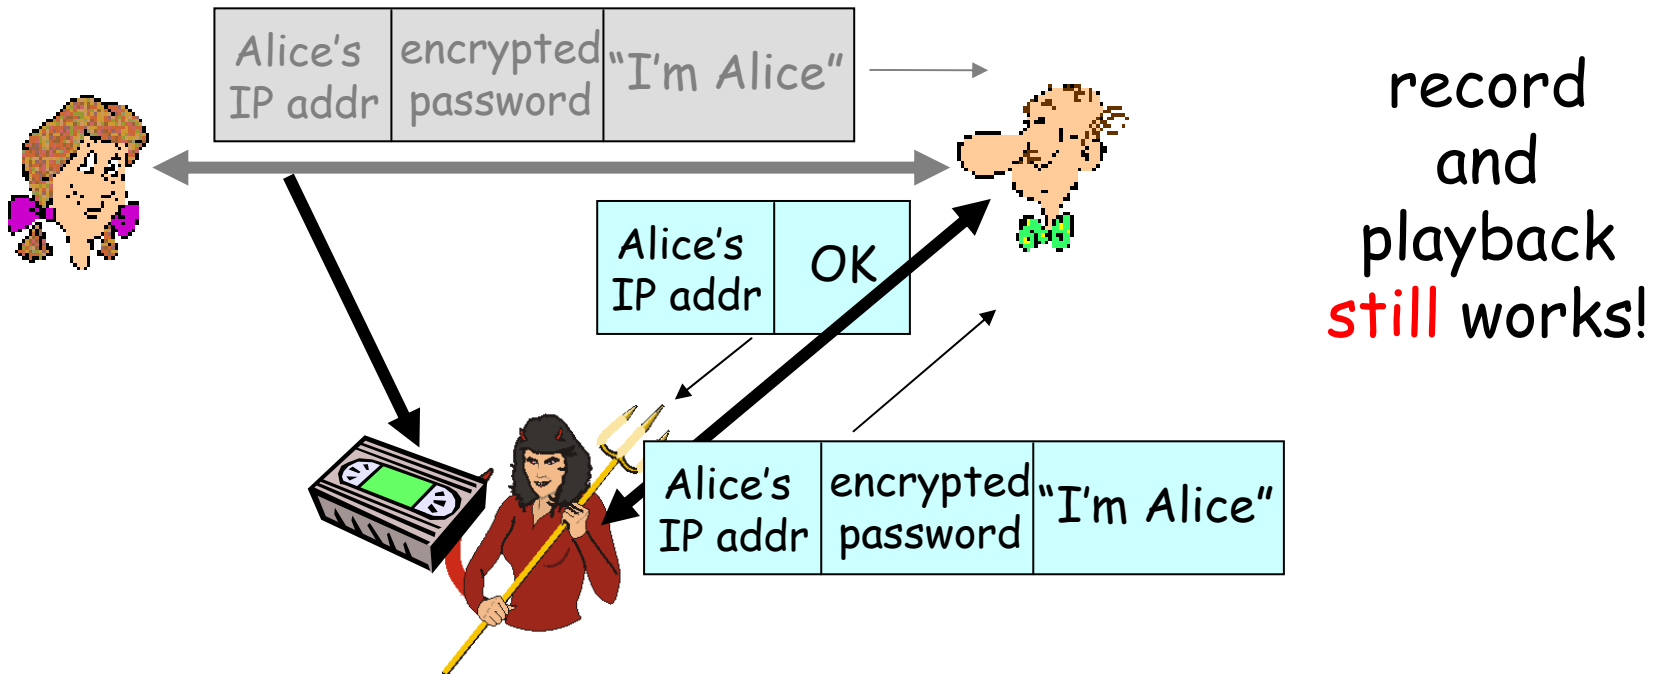 Alice’s
IP addr
encrypted
password
“I’m Alice”
record
and
playback
still works!
Alice’s
IP addr
OK
Alice’s
IP addr
encrypted
password
“I’m Alice”